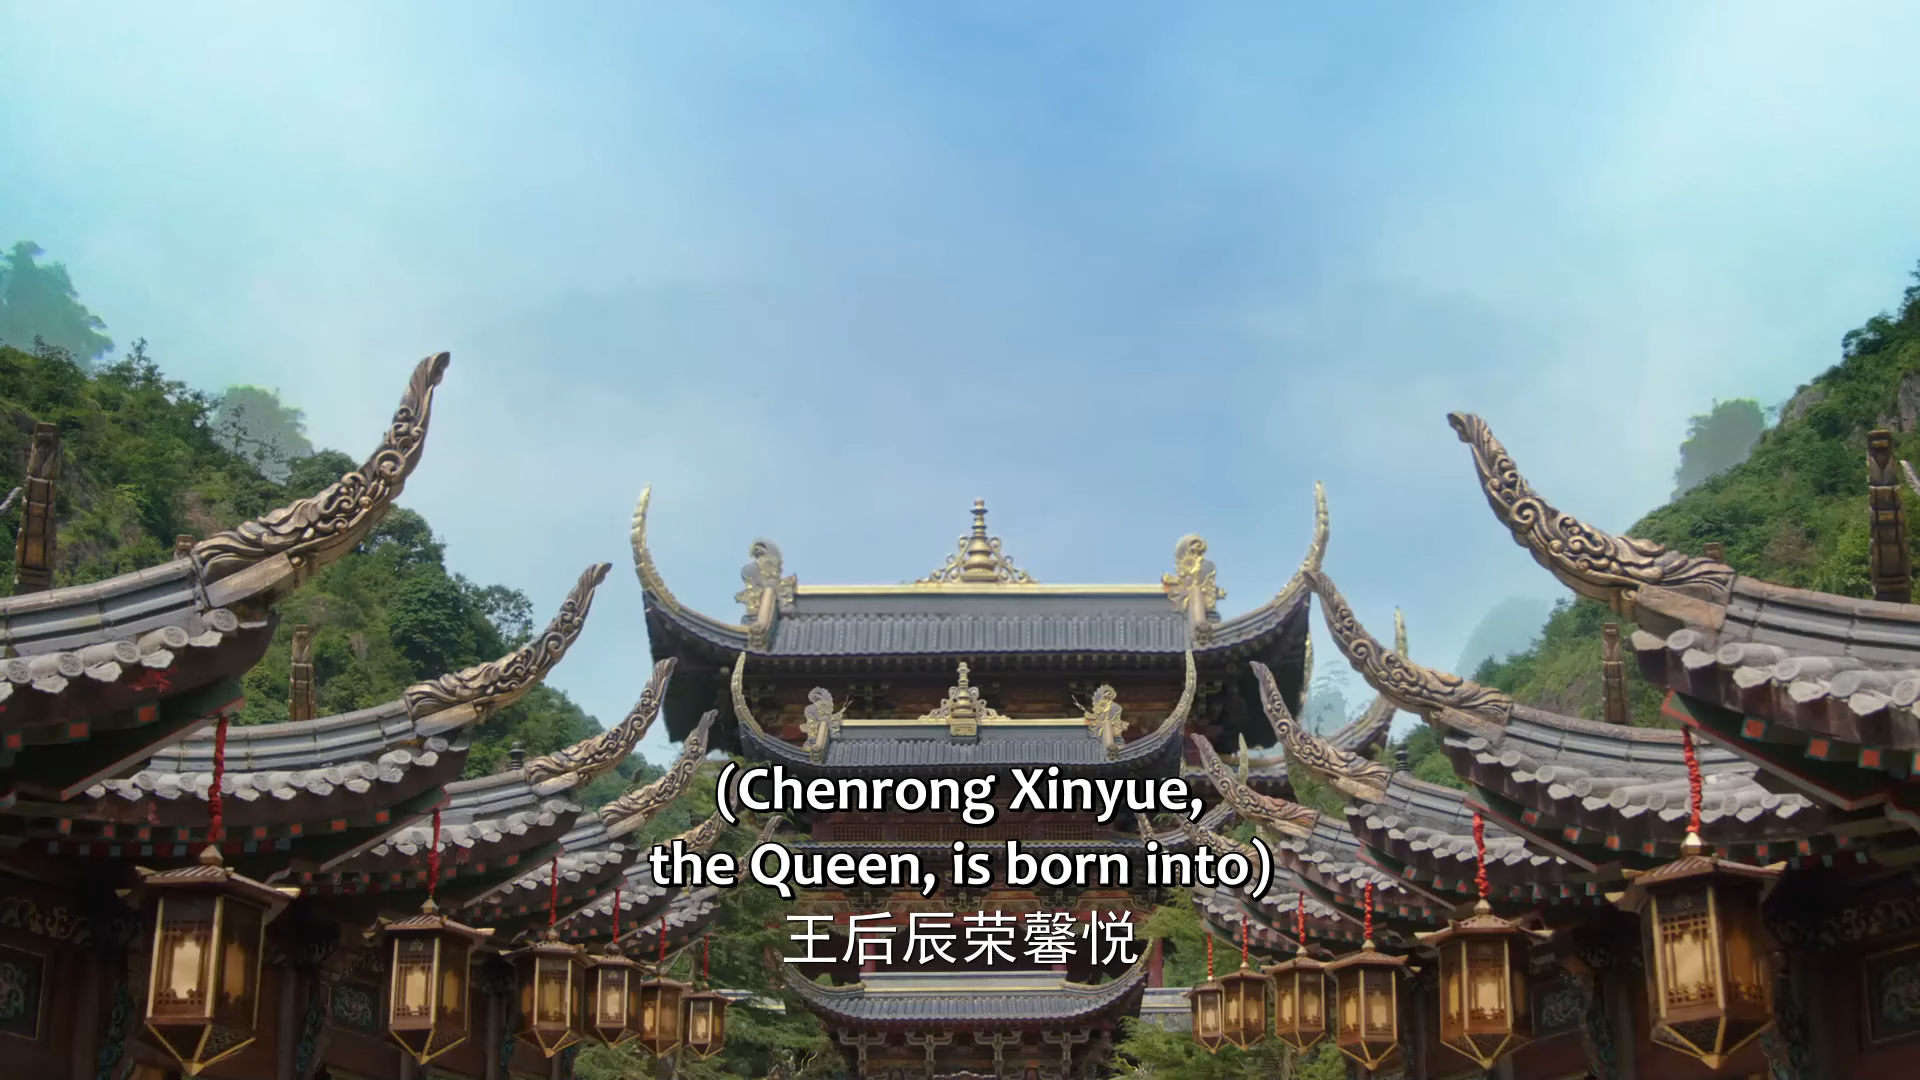 (Chenrong Xinyue,
the Queen, is born into)
王后辰荣馨悦